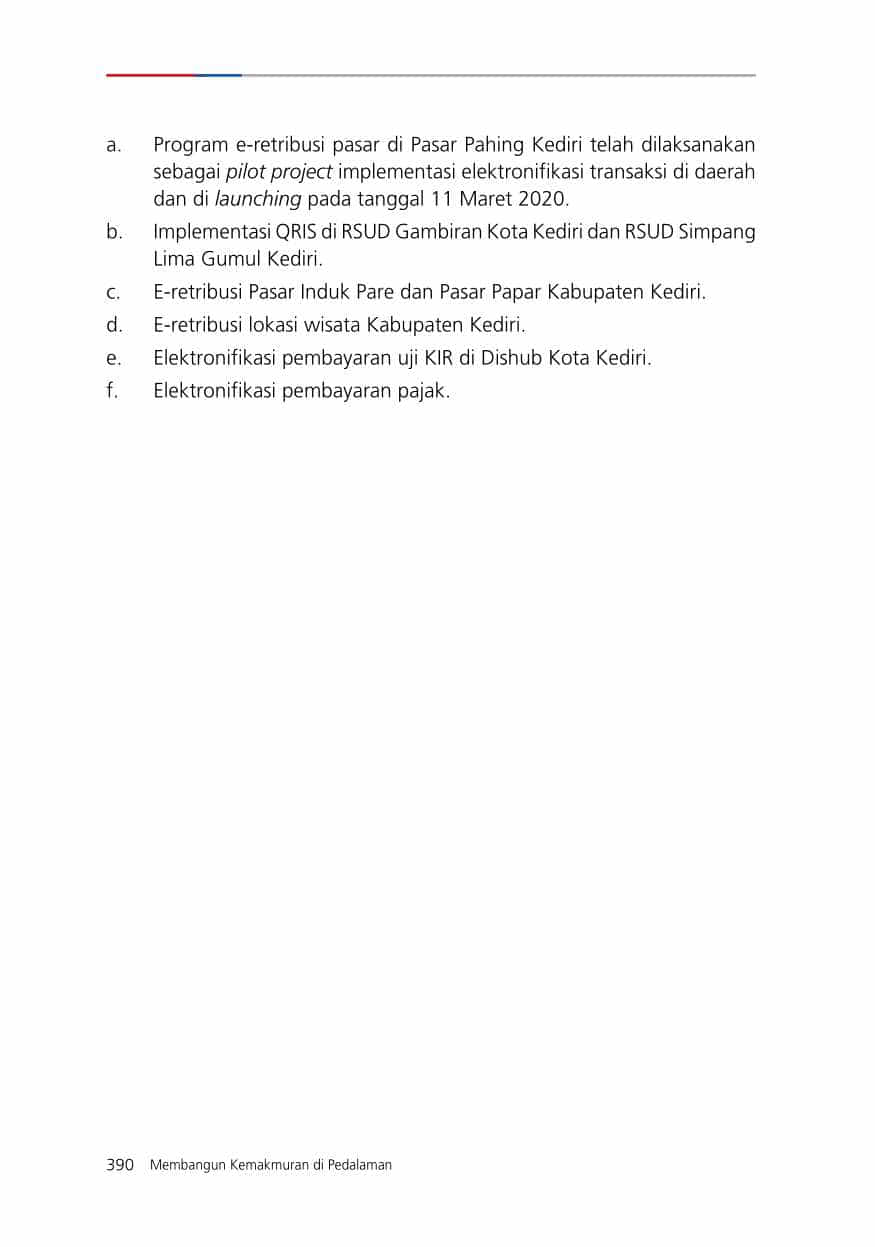 a. Program e-retribusi pasar di Pasar Pahing Kediri telah dilaksanakan
sebagai pilot project implementasi elektronifikasi transaksi di daerah
dan di launching pada tanggal 11 Maret 2020.
b. Implementasi QRIS di RSUD Gambiran Kota Kediri dan RSUD Simpang
Lima Gumul Kediri.
c. E-retribusi Pasar Induk Pare dan Pasar Papar Kabupaten Kediri.
d. E-retribusi lokasi wisata Kabupaten Kediri.
e. Elektronifikasi pembayaran uji KIR di Dishub Kota Kediri.
f. Elektronifikasi pembayaran pajak.
390 Membangun Kemakmuran di Pedalaman